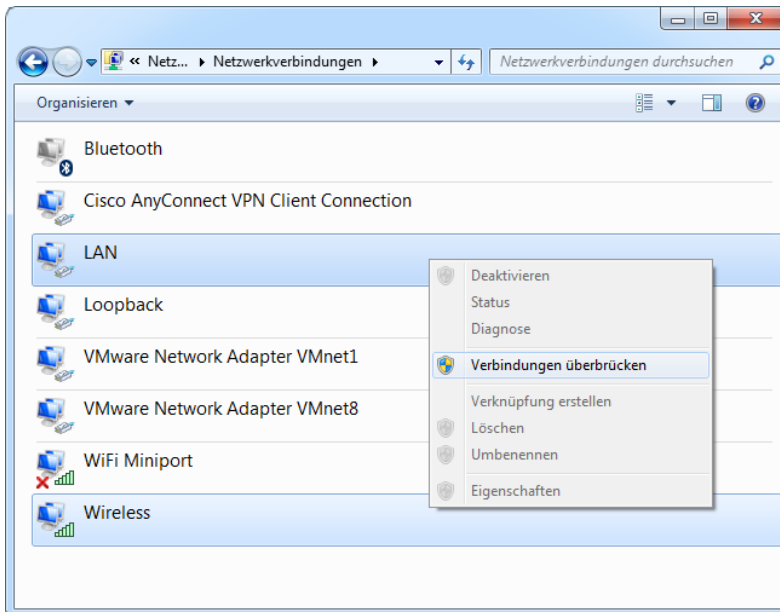 « Netz... Netzwerkverbindungen
Netzwerkverbindungen durchsuchen
Organisieren
Bluetooth
Cisco AnyConnect VPN Client Connection
LAN
Loopback
VMware Network Adapter VMnet1
VMware Network Adapter VMnet8
WiFi Miniport
Wireless
Deaktivieren
Status
Diagnose
Verbindungen überbrücken
Verknüpfung erstellen
Löschen
Umbenennen
Eigenschaften